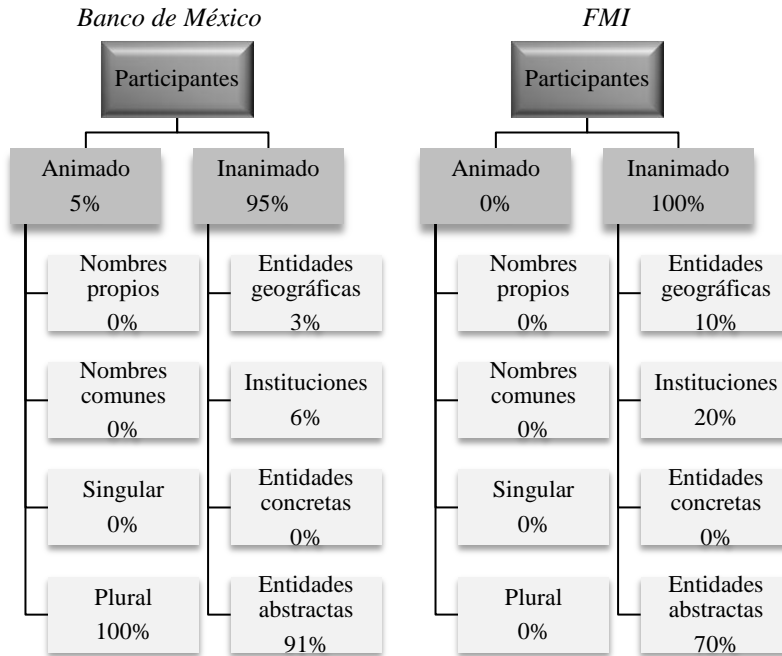 Banco de México
FMI
Participantes
Animado
5%
Inanimado
95%
Nombres
propios
0%
Entidades
geográficas
3%
Nombres
comunes
0%
Instituciones
6%
Singular
0%
Entidades
concretas
0%
Plural
100%
Entidades
abstractas
91%
Participantes
Animado
0%
Inanimado
100%
Nombres
propios
0%
Entidades
geográficas
10%
Nombres
comunes
0%
Instituciones
20%
Singular
0%
Entidades
concretas
0%
Plural
0%
Entidades
abstractas
70%